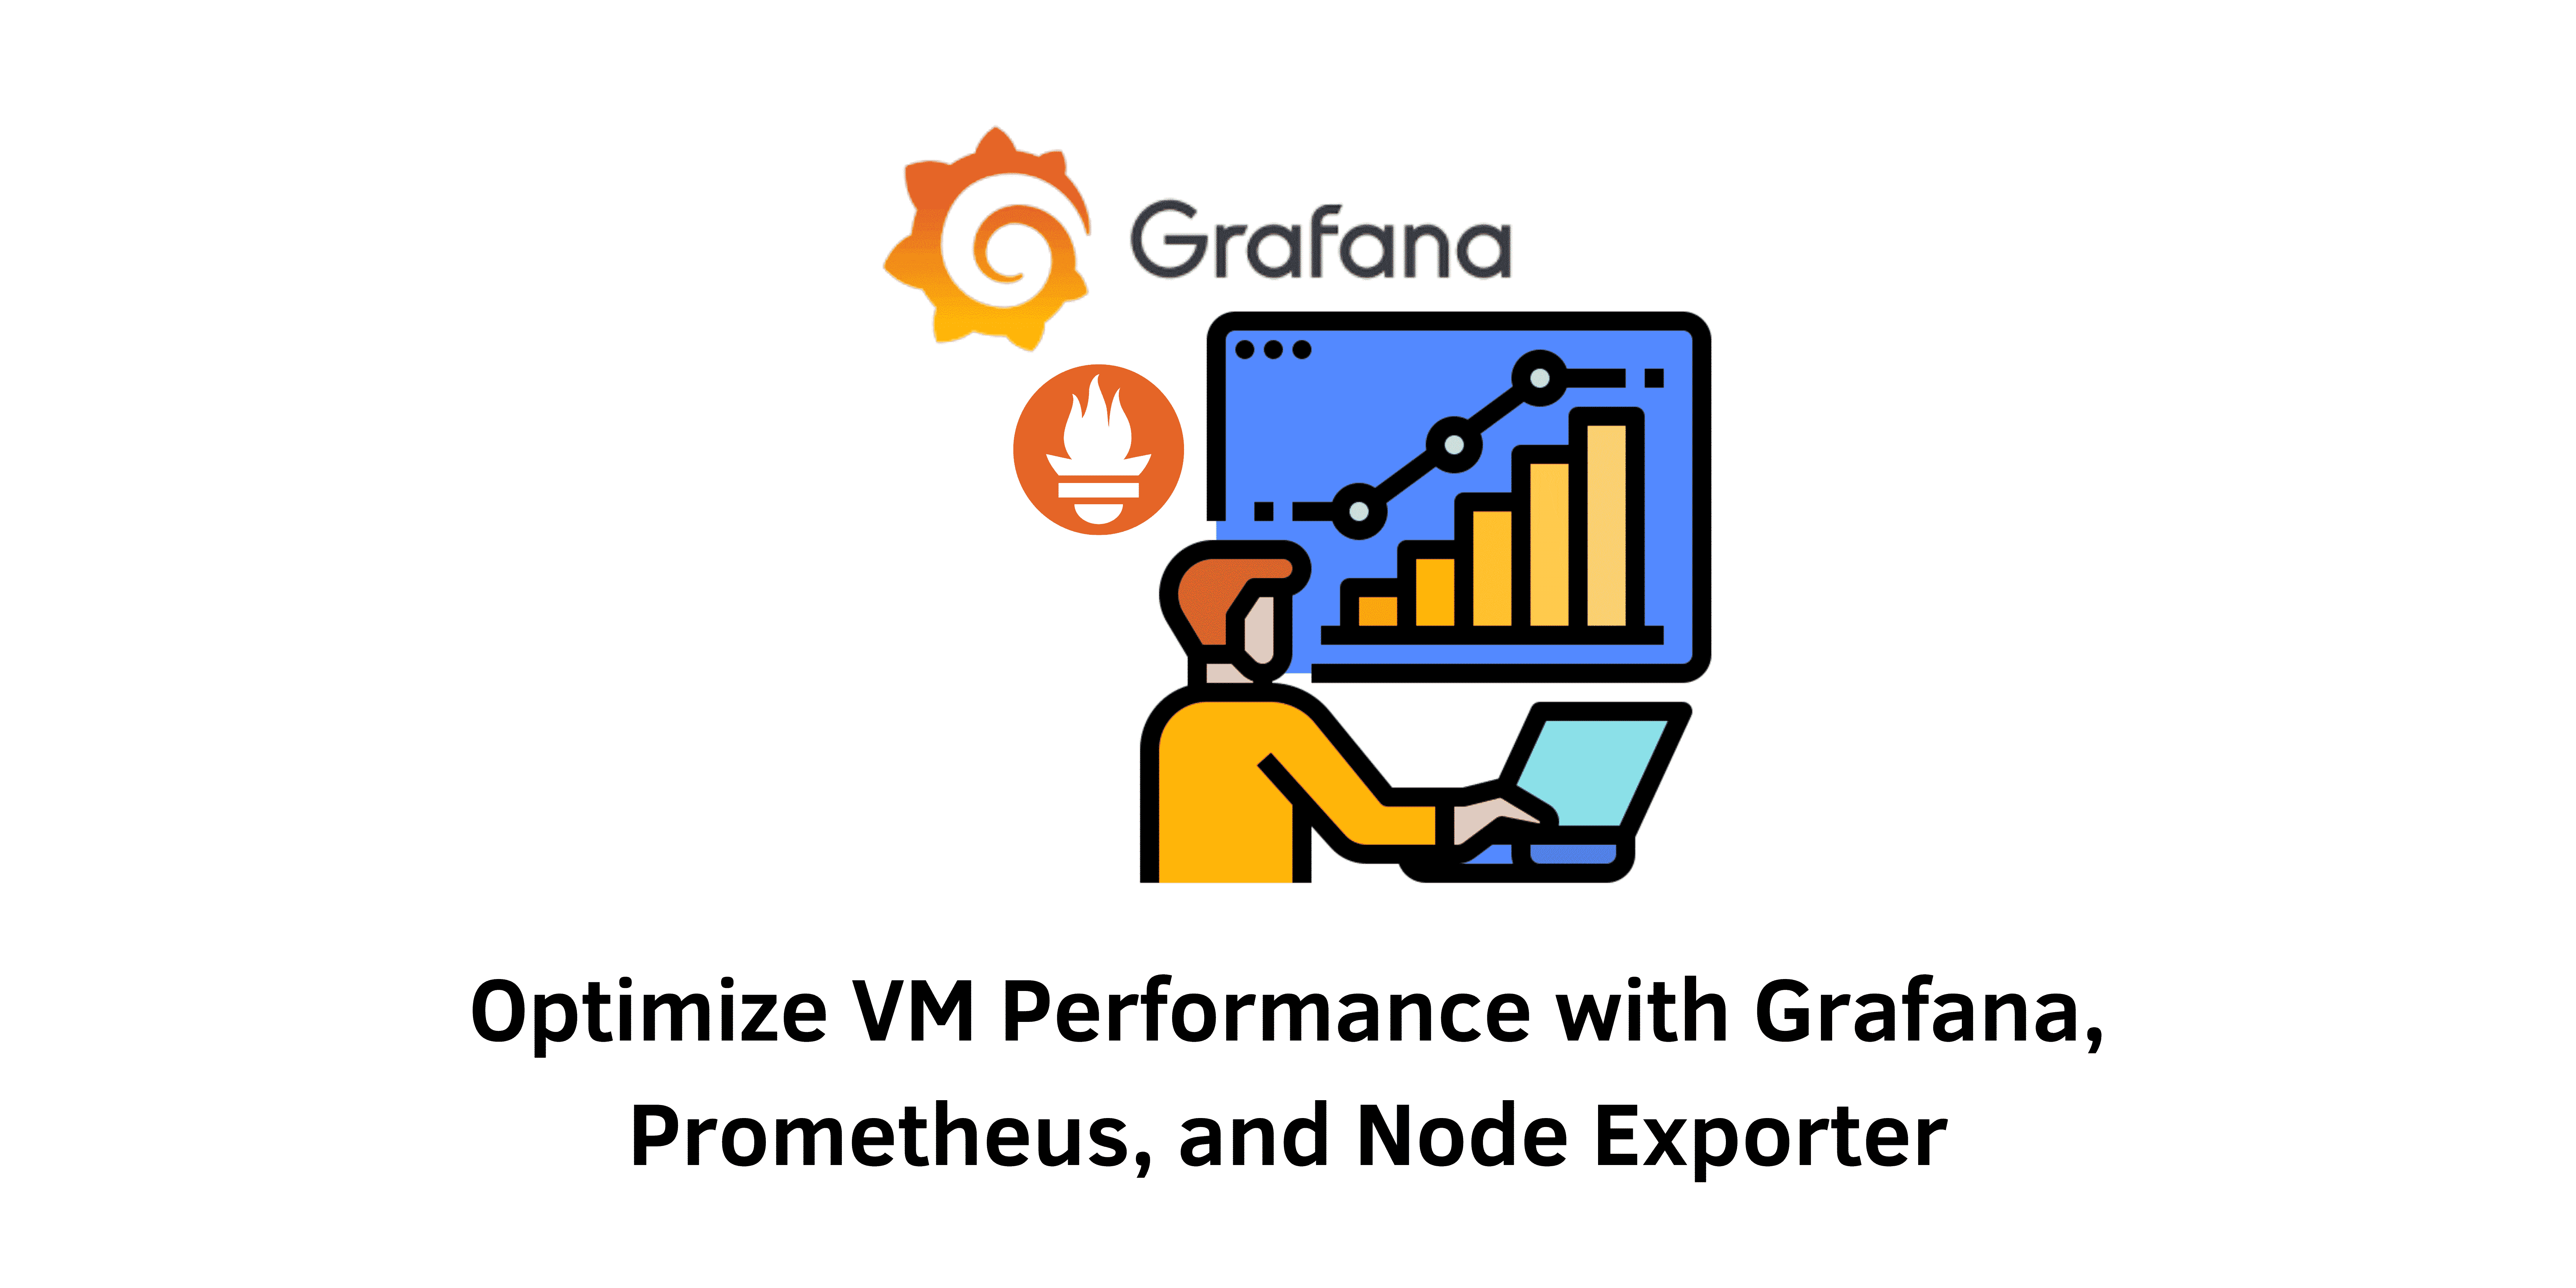 Grafana
Optimize VM Performance with Grafana,
Prometheus, and Node Exporter